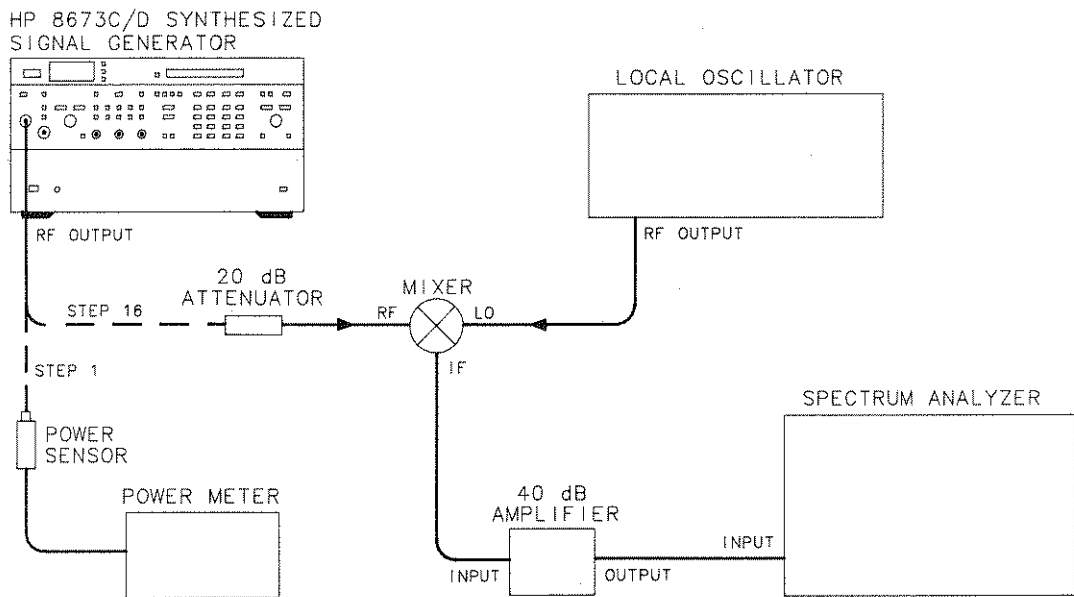 HP 8673C/D SYNTHESIZED
SIGNAL GENERATOR
LOCAL OSCILLATOR
RF OUTPUT
RF OUTPUT
20 dB
ATTENUATOR
MIXER
STEP 16
RF
LO
IF
STEP 1
SPECTRUM ANALYZER
POWER
SENSOR
POWER METER
40 dB
AMPLIFIER
INPUT
OUTPUT
INPUT